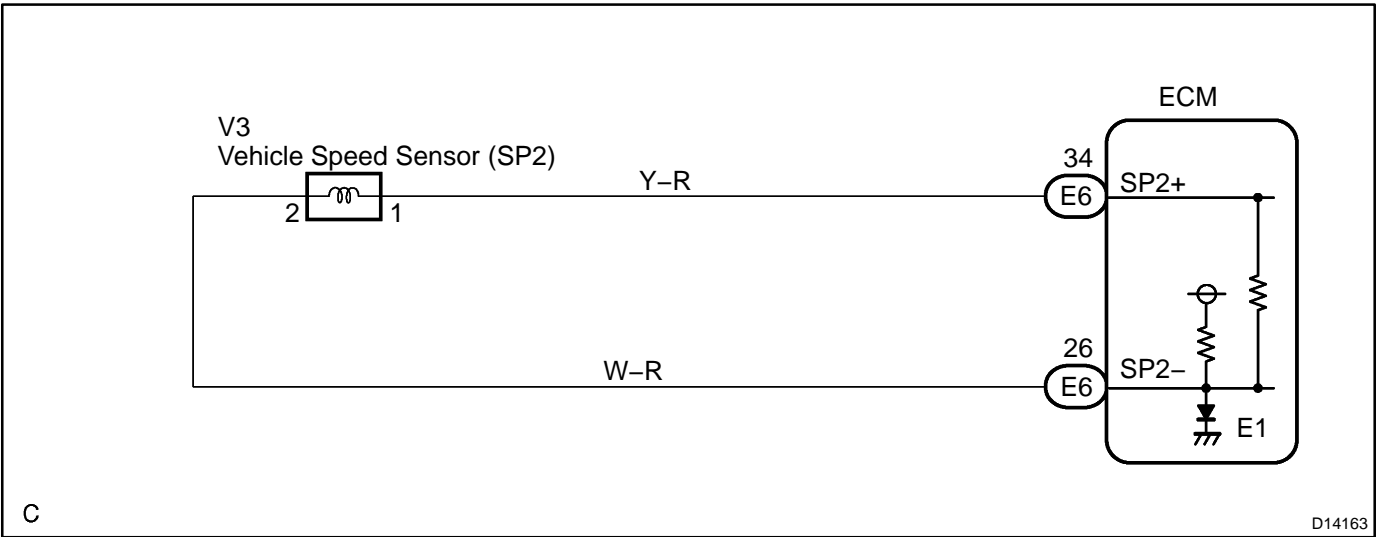 ECM
V3
Vehicle Speed Sensor (SP2)
2
1
Y–R
34
E6
SP2+
W–R
26
E6
SP2–
E1
C
D14163